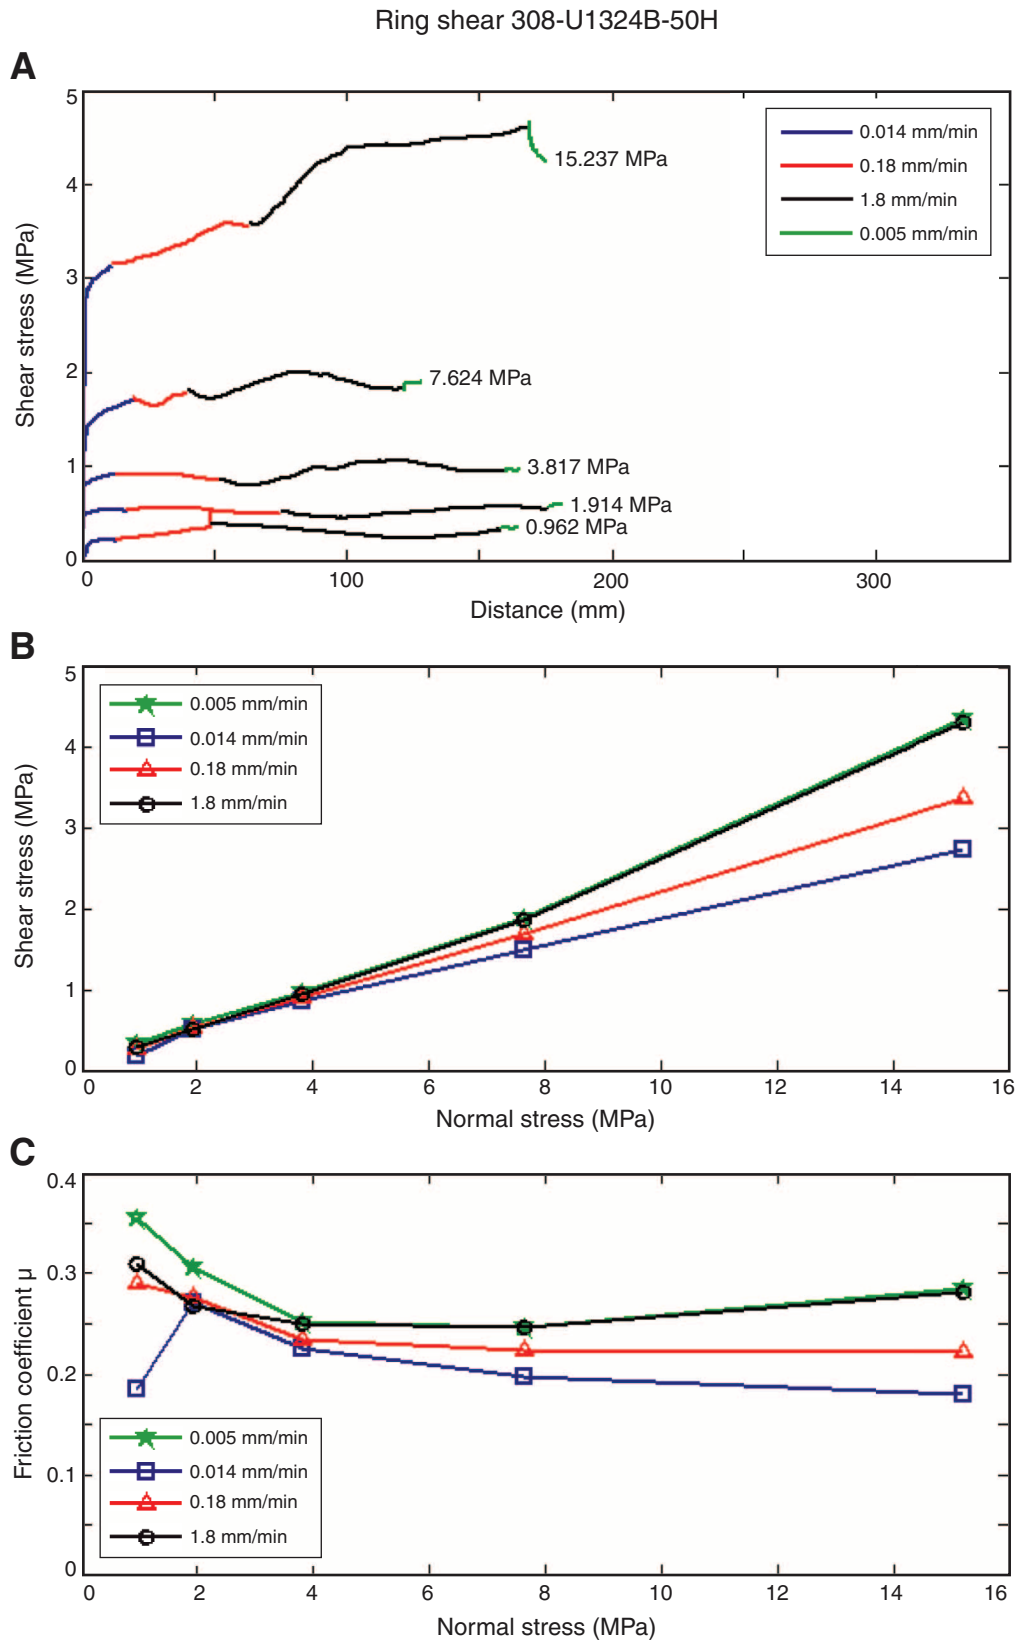 Ring shear 308-U1324B-50H
A
5
4
3
2
1
0
Shear stress (MPa)
0.014 mm/min
0.18 mm/min
1.8 mm/min
0.005 mm/min
15.237 MPa
7.624 MPa
3.817 MPa
1.914 MPa
0.962 MPa
0 100 200 300
Distance (mm)
B
5
4
3
2
1
0
Shear stress (MPa)
0.005 mm/min
0.014 mm/min
0.18 mm/min
1.8 mm/min
0 2 4 6 8 10 12 14 16
Normal stress (MPa)
C
0.4
0.3
0.2
0.1
0
Friction coefficient μ
0.005 mm/min
0.014 mm/min
0.18 mm/min
1.8 mm/min
0 2 4 6 8 10 12 14 16
Normal stress (MPa)